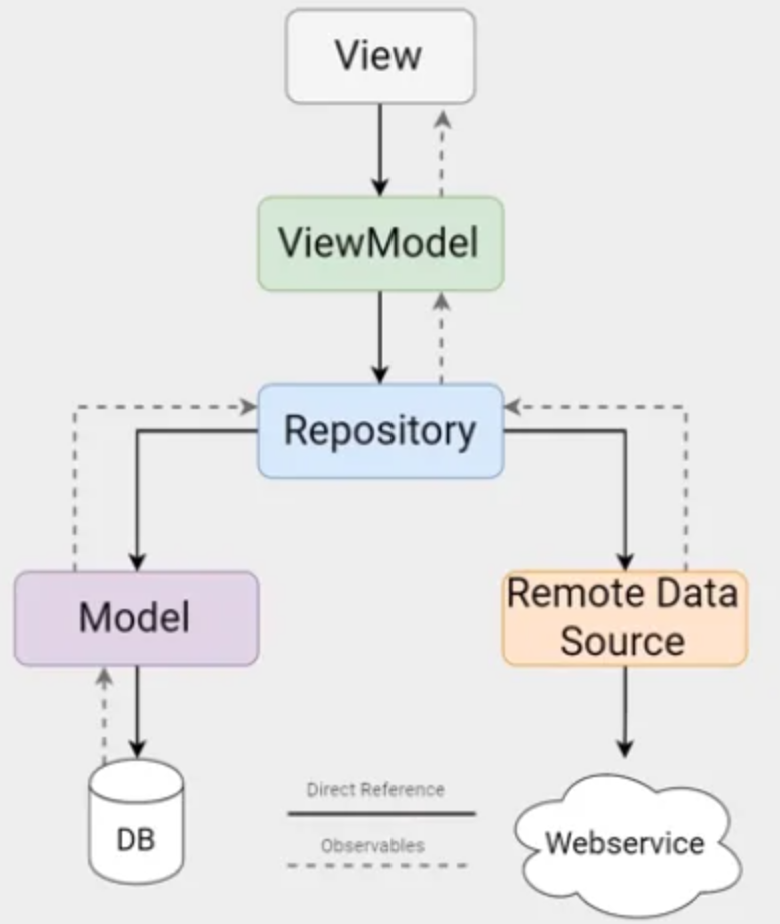 View
ViewModel
Repository
Model
Remote Data
Source
DB
Direct Reference
Observables
Webservice